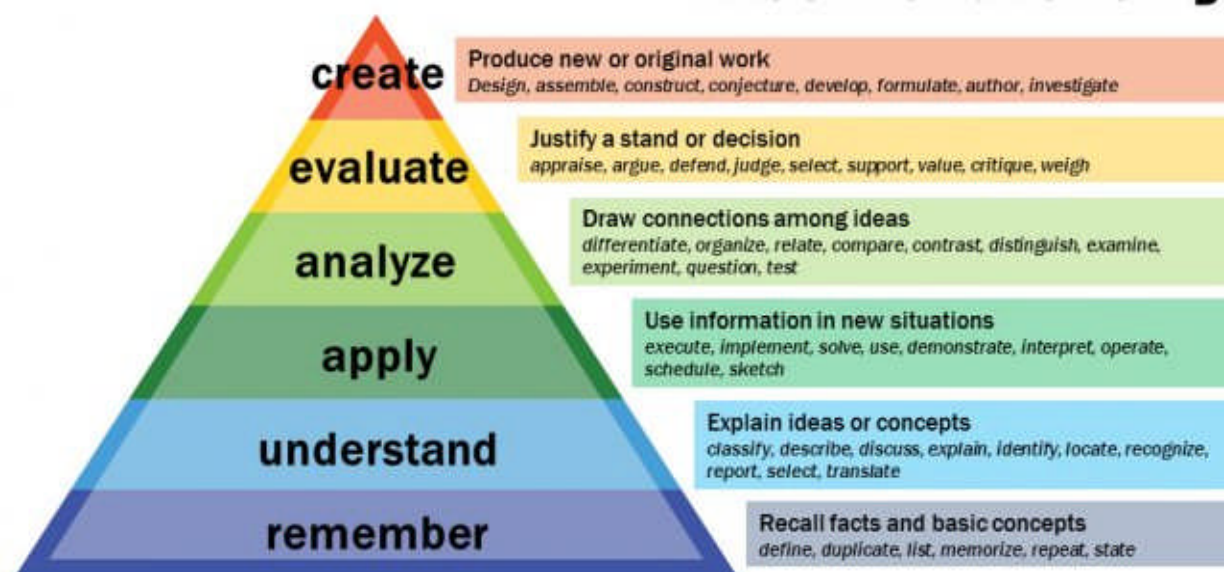 create
Produce new or original work
Design, assemble, construct, conjecture, develop, formulate, author, investigate
evaluate
Justify a stand or decision
appraise, argue, defend, judge, select, support, value, critique, weigh
analyze
Draw connections among ideas
differentiate, organize, relate, compare, contrast, distinguish, examine,
experiment, question, test
apply
Use information in new situations
execute, implement, solve, use, demonstrate, interpret, operate,
schedule, sketch
understand
Explain ideas or concepts
classify, describe, discuss, explain, identify, locate, recognize,
report, select, translate
remember
Recall facts and basic concepts
define, duplicate, list, memorize, repeat, state